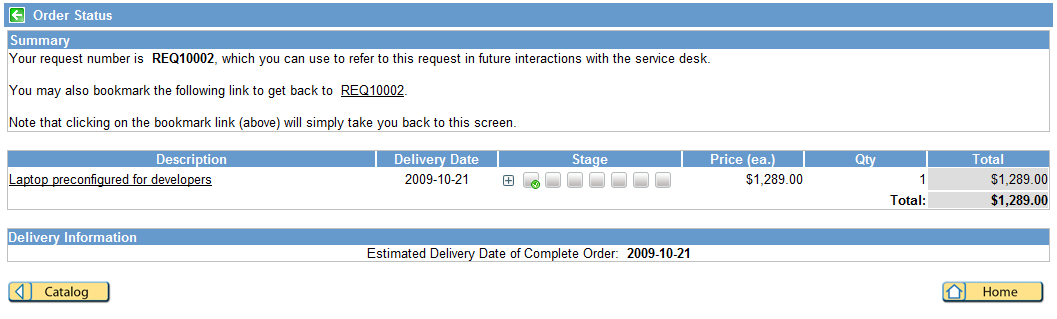 Order Status
Summary
Your request number is REQ10002, which you can use to refer to this request in future interactions with the service desk.
You may also bookmark the following link to get back to REQ10002.
Note that clicking on the bookmark link (above) will simply take you back to this screen.
Description Delivery Date Stage Price (ea.) Qty Total
Laptop preconfigured for developers 2009-10-21 $1,289.00 1 $1,289.00
Total: $1,289.00
Delivery Information
Estimated Delivery Date of Complete Order: 2009-10-21
Catalog Home